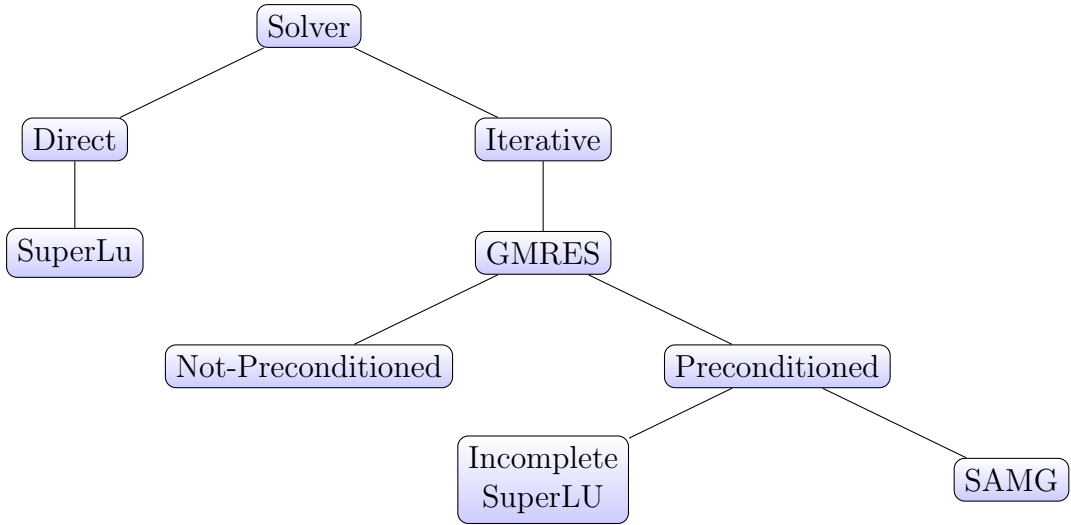 Solver
Direct
Iterative
SuperLu
GMRES
Not-Preconditioned
Preconditioned
Incomplete
SuperLU
SAMG